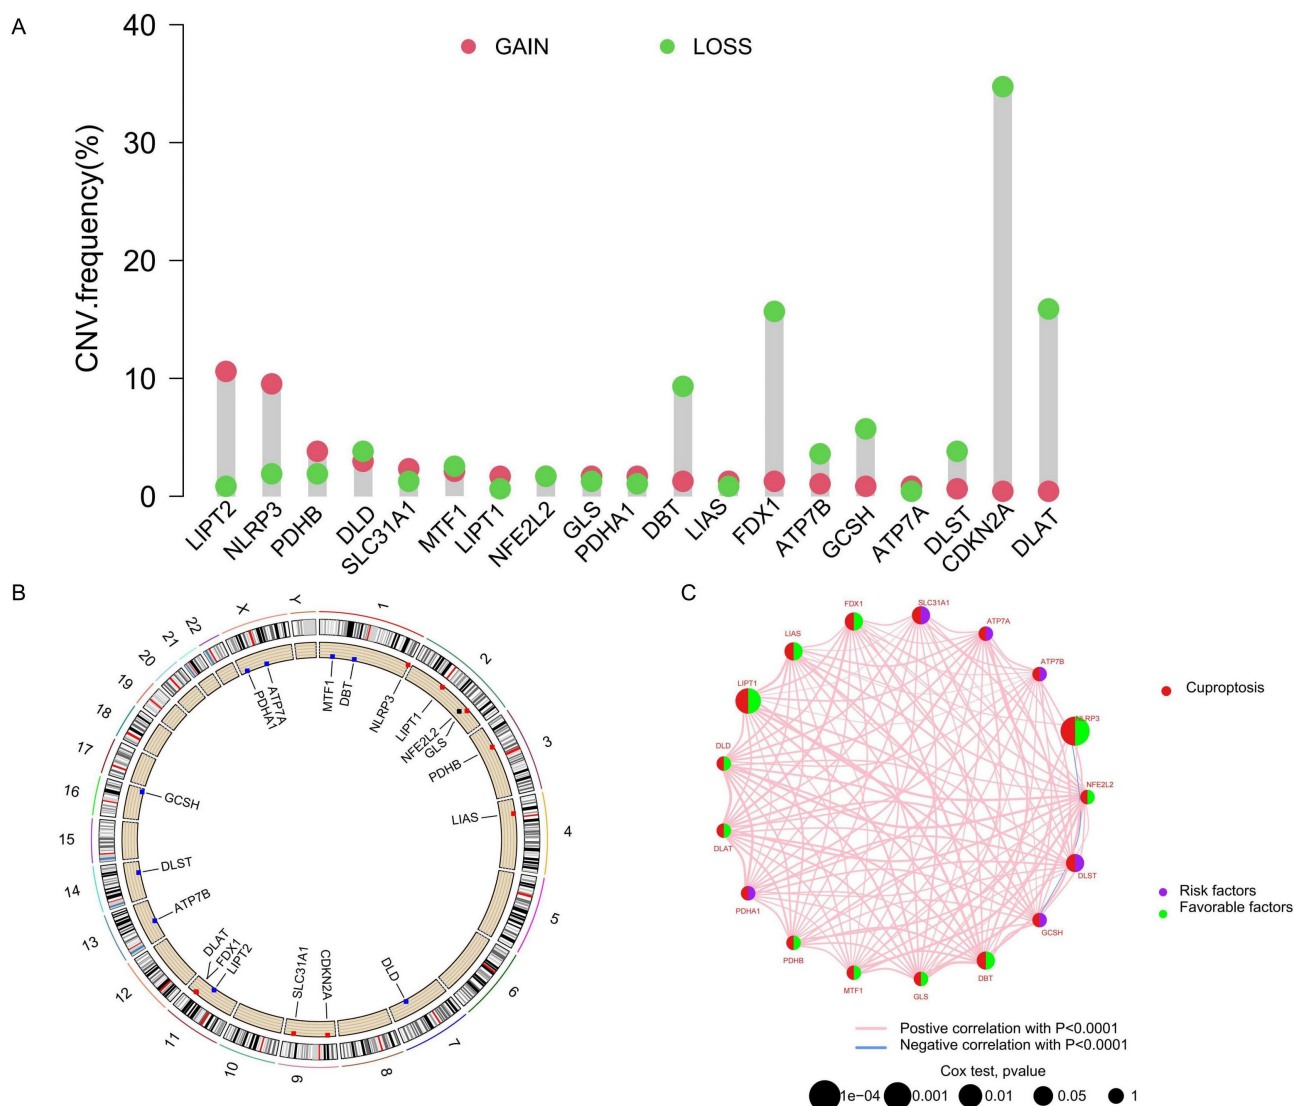 A
40
30
20
10
0
CNV.frequency(%)
GAIN
LOSS
LIPT2
NLRP3
PDHB
DLD
SLC31A1
MTF1
LIPT1
NFE2L2
GLS
PDHA1
DBT
LIAS
FDX1
ATP7B
GCSH
ATP7A
DLST
CDKN2A
DLAT
B
1
2
3
4
5
6
7
8
9
10
11
12
13
14
15
16
17
18
19
20
21
22
X
Y
MTF1
DBT
NLRP3
LIPT1
NFE2L2
GLS
PDHB
LIAS
DLD
CDKN2A
SLC31A1
LIPT2
FDX1
DLAT
ATP7B
DLST
GCSH
PDHA1
ATP7A
C
SLC31A1
ATP7A
ATP7B
NLRP3
NFE2L2
DLST
GCSH
DBT
GLS
MTF1
PDHB
PDHA1
DLAT
DLD
LIPT1
LIAS
FDX1
Cuproptosis
Risk factors
Favorable factors
Postive correlation with P<0.0001
Negative correlation with P<0.0001
Cox test, pvalue
1e−04 0.001 0.01 0.05 1